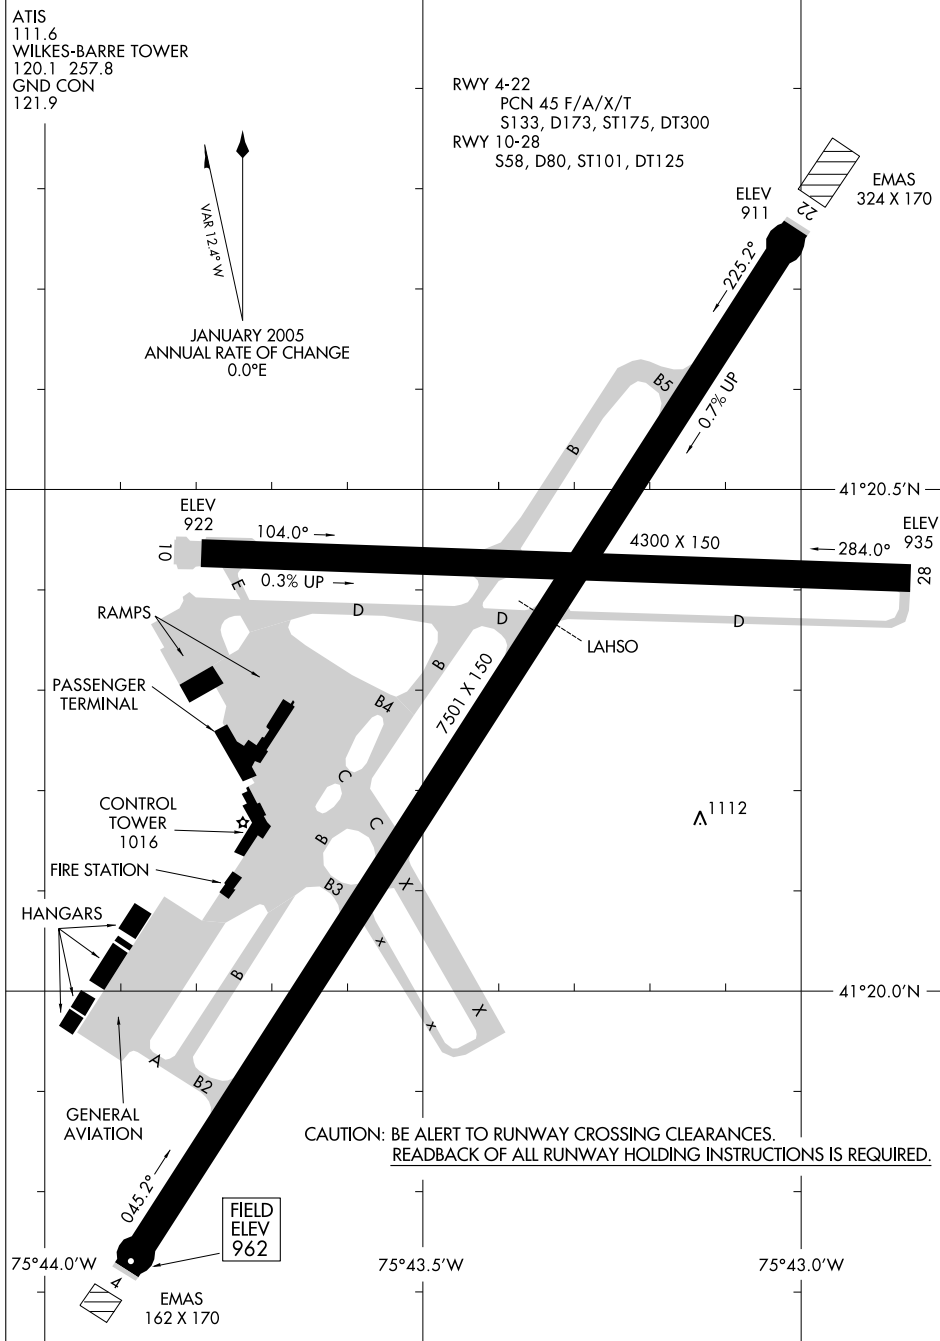 ATIS
111.6
WILKES-BARRE TOWER
120.1 257.8
GND CON
121.9
RWY 4-22
PCN 45 F/A/X/T
S133, D173, ST175, DT300
RWY 10-28
S58, D80, ST101, DT125
VAR 12.4° W
JANUARY 2005
ANNUAL RATE OF CHANGE
0.0°E
ELEV
911
22
EMAS
324 X 170
225.2°
0.7% UP
B5
B
41°20.5'N
ELEV
922
10
104.0°
0.3% UP
4300 X 150
284.0°
ELEV
935
28
E
D
D
D
LAHSO
RAMPS
PASSENGER
TERMINAL
B
B4
7501 X 150
C
C
CONTROL
TOWER
1016
1112
B
FIRE STATION
B3
X
HANGARS
X
B
41°20.0'N
X
X
A
B2
GENERAL
AVIATION
CAUTION: BE ALERT TO RUNWAY CROSSING CLEARANCES.
READBACK OF ALL RUNWAY HOLDING INSTRUCTIONS IS REQUIRED.
045.2°
FIELD
ELEV
962
75°44.0'W
75°43.5'W
75°43.0'W
4
EMAS
162 X 170